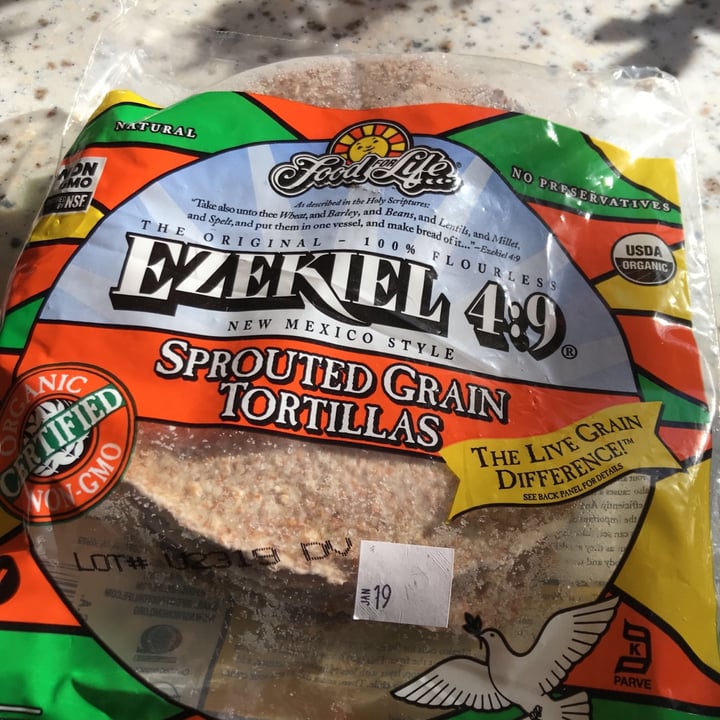 NATURAL
Food FOR Life®
NO PRESERVATIVES
NON
GMO
NSF
As described in the Holy Scriptures:
"Take also unto thee Wheat, and Barley, and Beans, and Lentils, and Millet,
and Spelt, and put them in one vessel, and make bread of it..." –Ezekiel 4:9
THE ORIGINAL – 100% FLOURLESS
EZEKIEL 4:9®
USDA
ORGANIC
NEW MEXICO STYLE
SPROUTED GRAIN
TORTILLAS
ORGANIC
CERTIFIED
NON-GMO
THE LIVE GRAIN
DIFFERENCE!™
SEE BACK PANEL FOR DETAILS
LOT#
JAN 19
K
PARVE